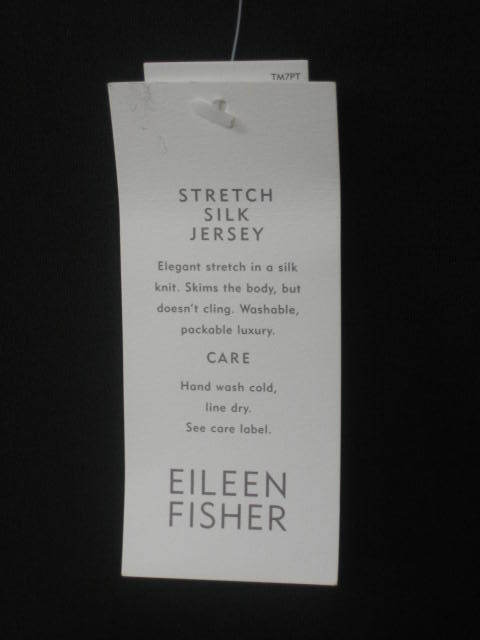 TM7PT
STRETCH
SILK
JERSEY
Elegant stretch in a silk
knit. Skims the body, but
doesn't cling. Washable,
packable luxury.
CARE
Hand wash cold,
line dry.
See care label.
EILEEN
FISHER